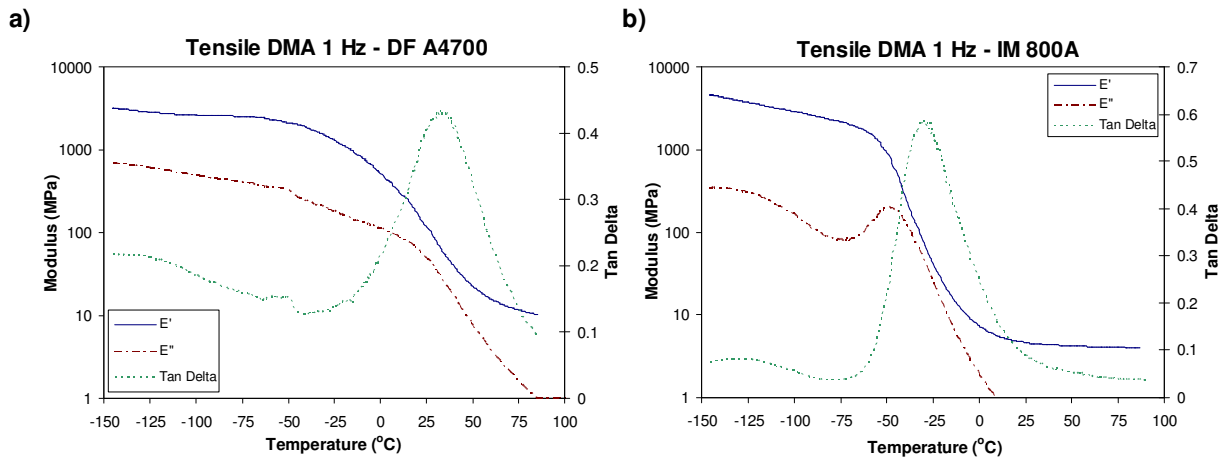 a)
Tensile DMA 1 Hz - DF A4700
10000
1000
100
10
1
Modulus (MPa)
0.5
0.4
0.3
0.2
0.1
0
Tan Delta
E'
E"
Tan Delta
-150 -125 -100 -75 -50 -25 0 25 50 75 100
Temperature (°C)
b)
Tensile DMA 1 Hz - IM 800A
10000
1000
100
10
1
Modulus (MPa)
0.7
0.6
0.5
0.4
0.3
0.2
0.1
0
Tan Delta
E'
E"
Tan Delta
-150 -125 -100 -75 -50 -25 0 25 50 75 100
Temperature (°C)